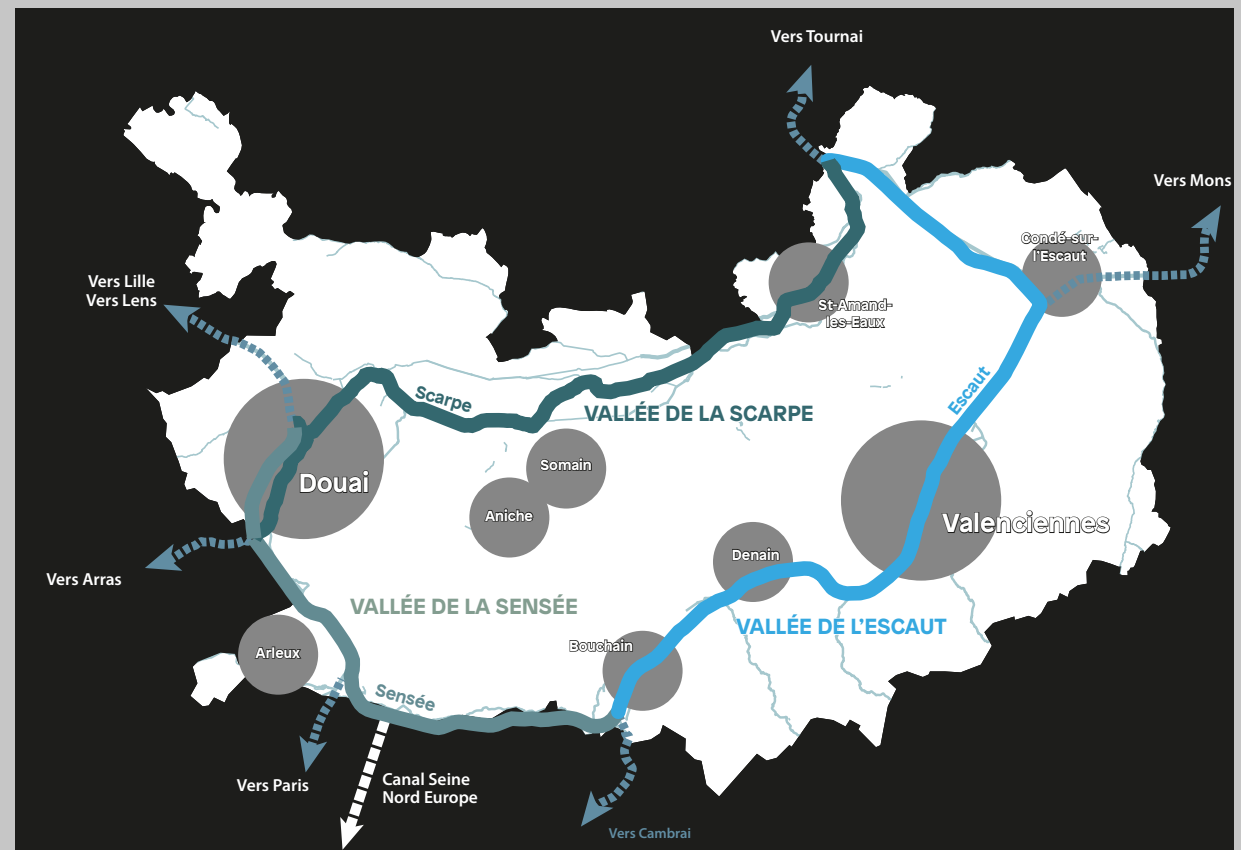 Vers Tournai
Vers Mons
Condé-sur-
l'Escaut
Vers Lille
Vers Lens
St-Amand-
les-Eaux
Escaut
Scarpe
VALLÉE DE LA SCARPE
Somain
Douai
Aniche
Valenciennes
Denain
Vers Arras
VALLÉE DE LA SENSÉE
VALLÉE DE L’ESCAUT
Bouchain
Arleux
Sensée
Vers Paris
Canal Seine
Nord Europe
Vers Cambrai